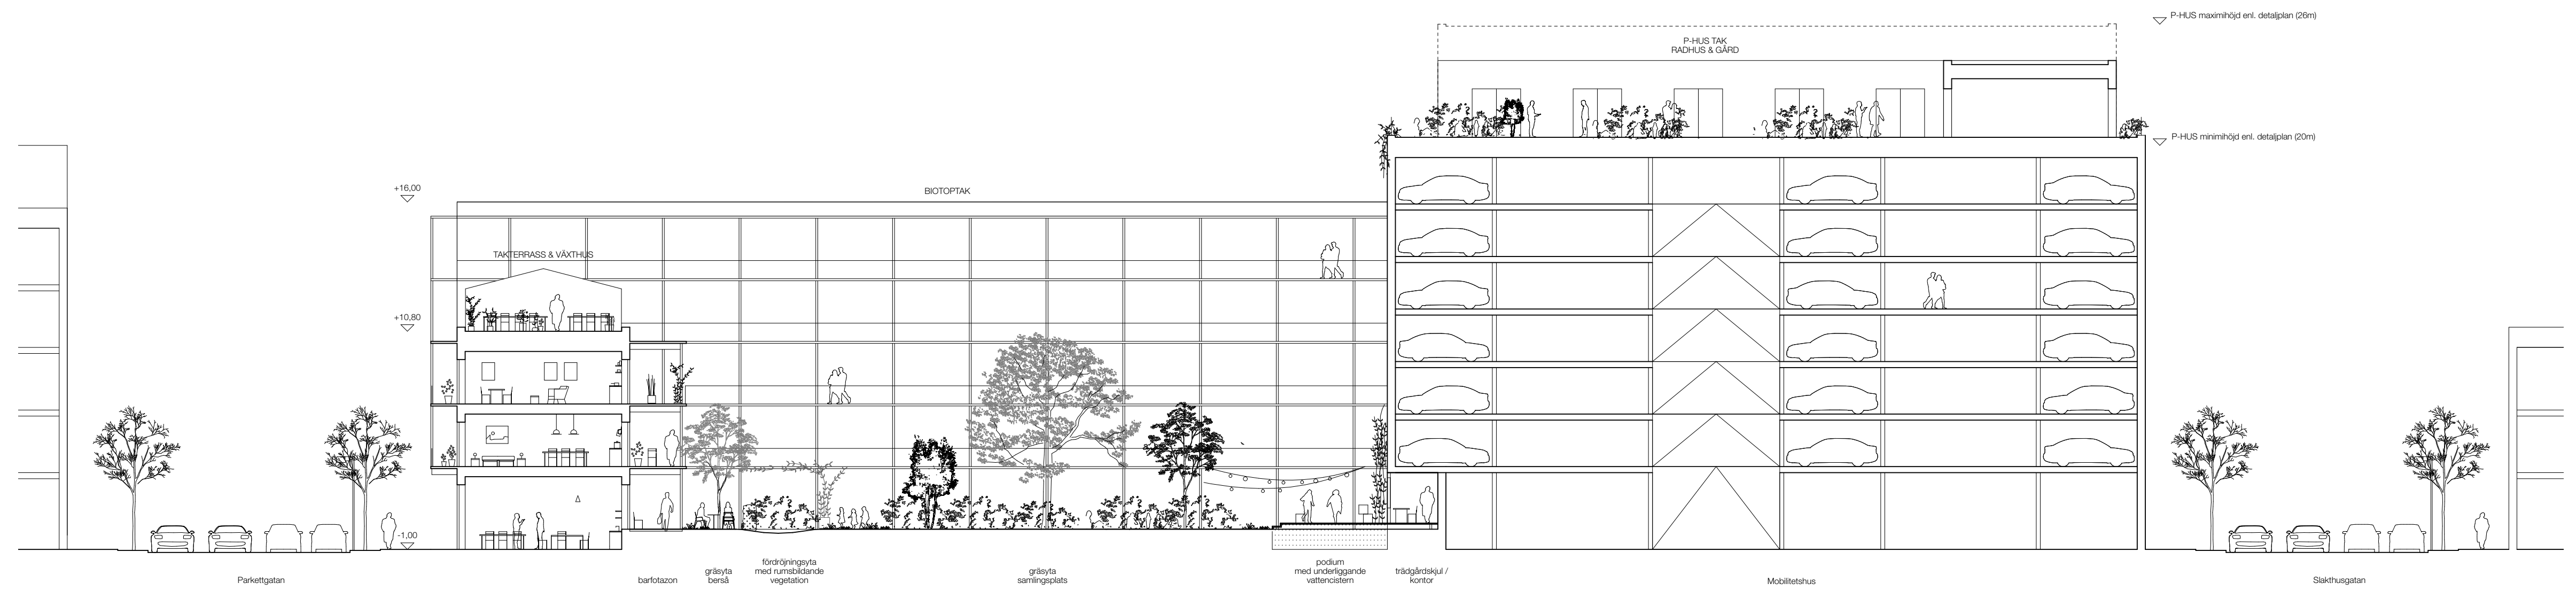 P-HUS maximihöjd enl. detaljplan (26m)
P-HUS TAK
RADHUS & GÅRD
P-HUS minimihöjd enl. detaljplan (20m)
+16,00
BIOTOPTAK
TAKTERRASS & VÄXTHUS
+10,80
-1,00
Parkettgatan
barfotazon
gräsyta
berså
fördröjningsyta
med rumsbildande
vegetation
gräsyta
samlingsplats
podium
med underliggande
vattencistern
trädgårdskjul /
kontor
Mobilitetshus
Slakthusgatan